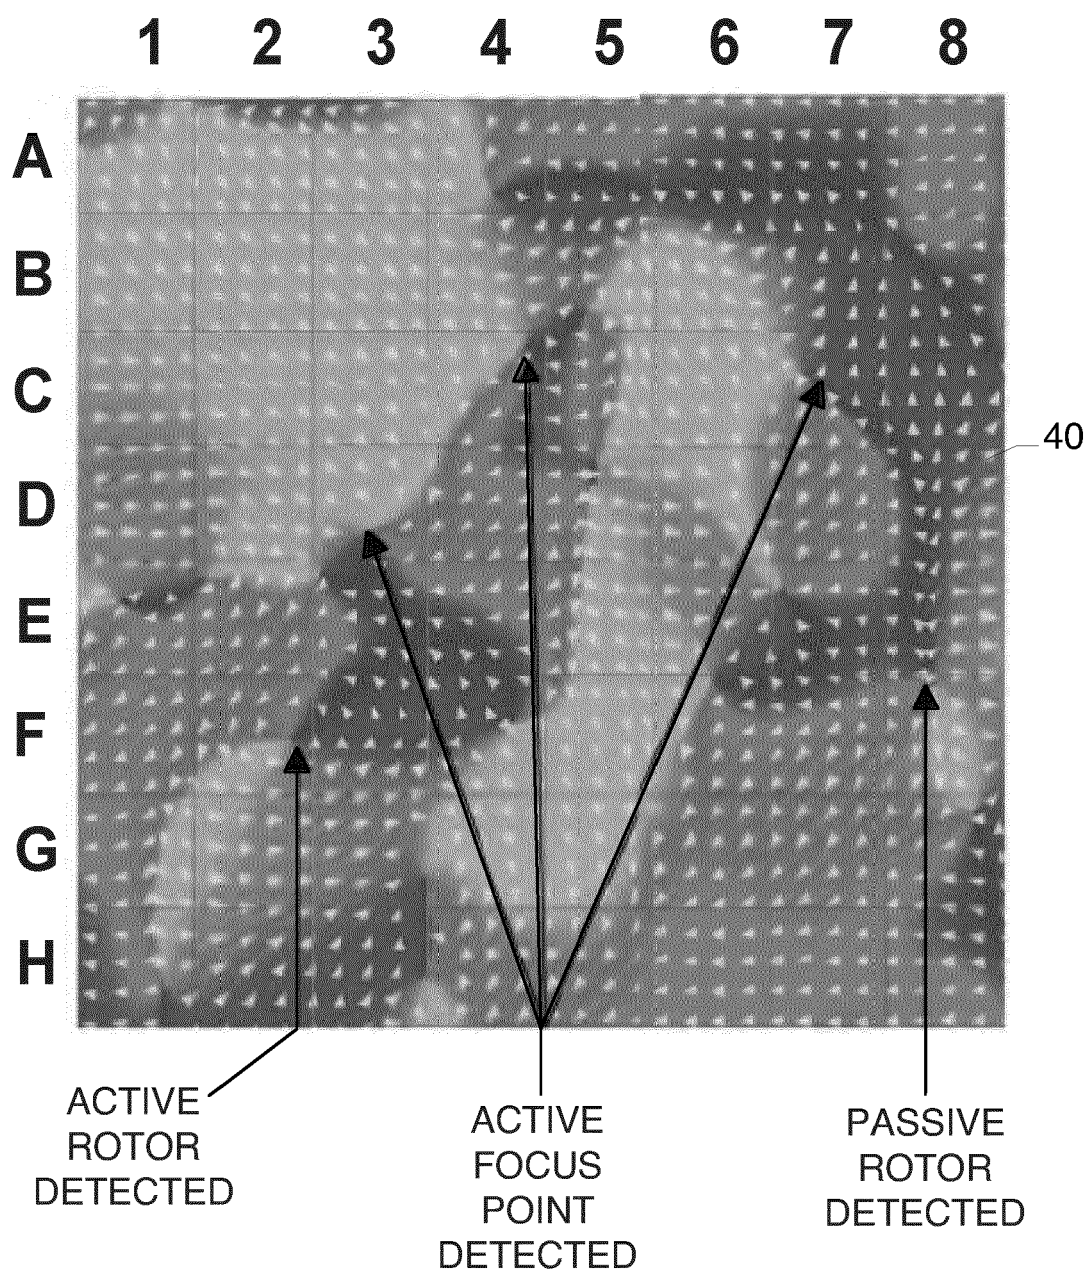 1 2 3 4 5 6 7 8
A
B
C
40
D
E
F
G
H
ACTIVE
ROTOR
DETECTED
ACTIVE
FOCUS
POINT
DETECTED
PASSIVE
ROTOR
DETECTED